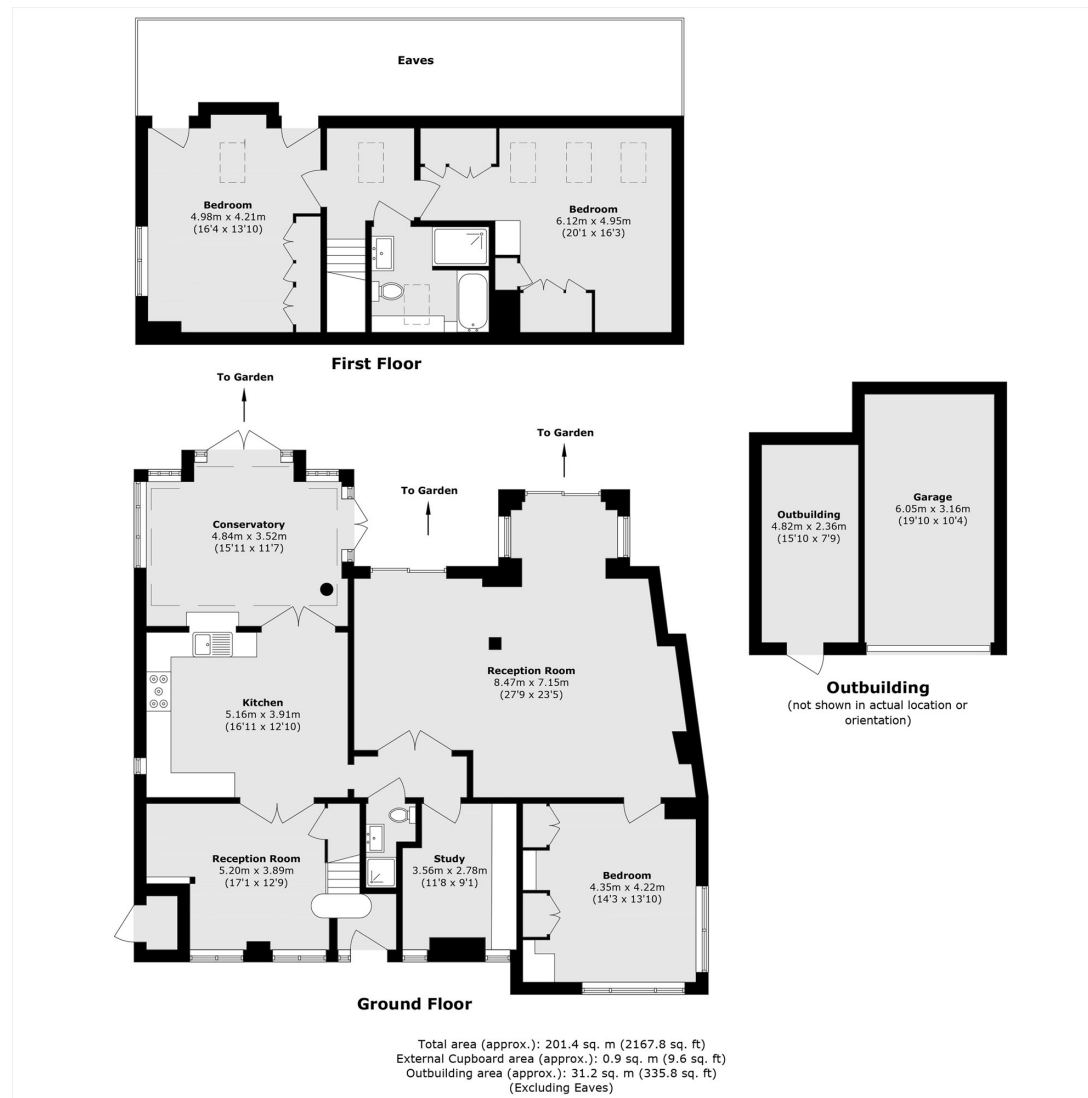 Eaves
Bedroom
4.98m x 4.21m
(16'4 x 13'10)
Bedroom
6.12m x 4.95m
(20'1 x 16'3)
First Floor
To Garden
To Garden
To Garden
Conservatory
4.84m x 3.52m
(15'11 x 11'7)
Outbuilding
4.82m x 2.36m
(15'10 x 7'9)
Garage
6.05m x 3.16m
(19'10 x 10'4)
Reception Room
8.47m x 7.15m
(27'9 x 23'5)
Kitchen
5.16m x 3.91m
(16'11 x 12'10)
Outbuilding
(not shown in actual location or
orientation)
Reception Room
5.20m x 3.89m
(17'1 x 12'9)
Study
3.56m x 2.78m
(11'8 x 9'1)
Bedroom
4.35m x 4.22m
(14'3 x 13'10)
Ground Floor
Total area (approx.): 201.4 sq. m (2167.8 sq. ft)
External Cupboard area (approx.): 0.9 sq. m (9.6 sq. ft)
Outbuilding area (approx.): 31.2 sq. m (335.8 sq. ft)
(Excluding Eaves)